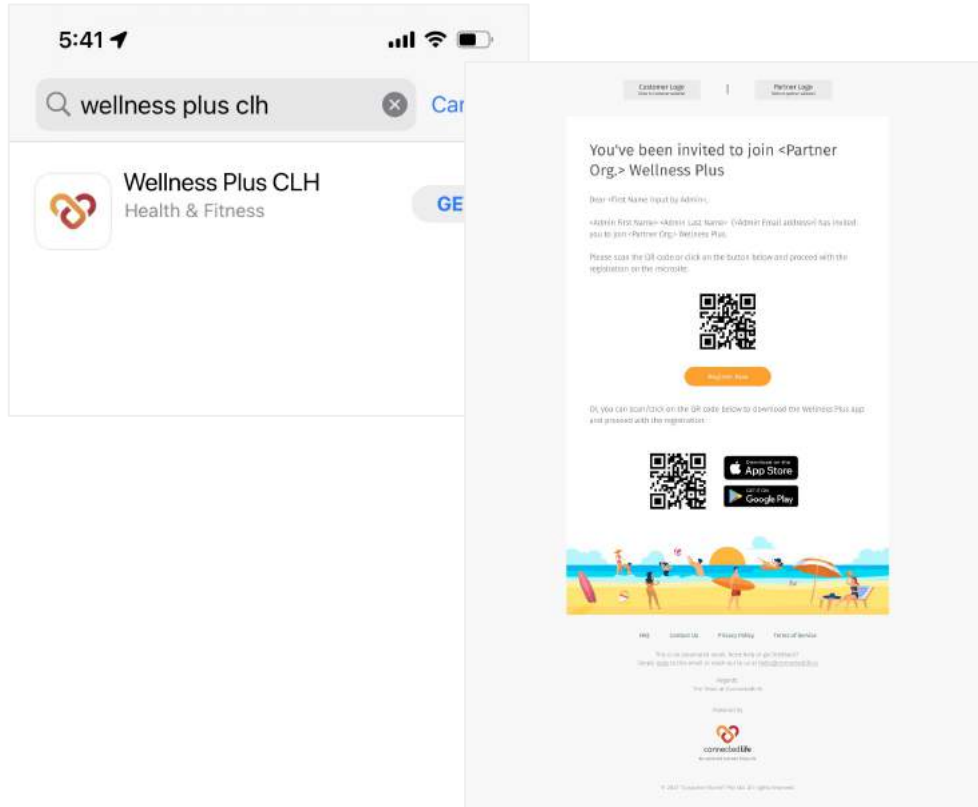 5:41
wellness plus clh
Wellness Plus CLH
Health & Fitness
Customer Logo
Partner Logo
You've been invited to join <Partner
Org.> Wellness Plus
Dear <First Name Input by Admin>,
<Admin First Name> <Admin Last Name> (<Admin Email address>) has invited
you to join <Partner Org.> Wellness Plus.
Please scan the QR code or click on the button below and proceed with the
registration on the microsite:
Register Now
Or, you can scan/click on the QR code below to download the Wellness Plus app
and proceed with the registration:
Download on the
App Store
GET IT ON
Google Play
FAQ Contact Us Privacy Policy Terms of Service
Regards
Powered by
connectedlife